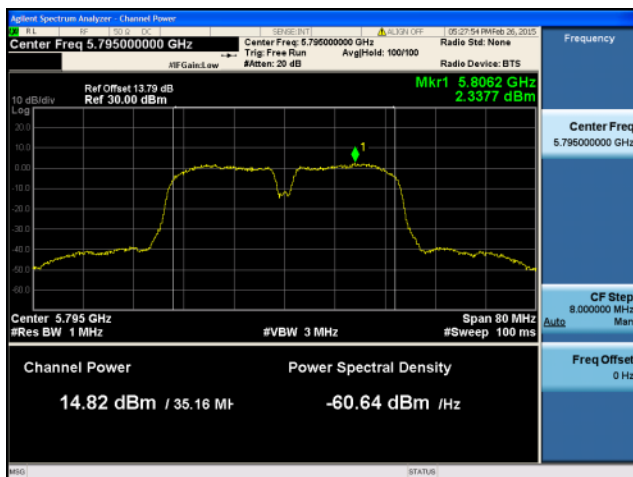 Agilent Spectrum Analyzer - Channel Power
RL RF 50 Ω DC SENSE:INT ALIGN OFF 05:27:54 PM Feb 26, 2015
Center Freq 5.795000000 GHz Center Freq: 5.795000000 GHz Radio Std: None Frequency
Trig: Free Run Avg|Hold: 100/100
#IFGain:Low #Atten: 20 dB Radio Device: BTS
Ref Offset 13.79 dB Mkr1 5.8062 GHz
10 dB/div Ref 30.00 dBm 2.3377 dBm
Log
20.0
10.0
0.00
-10.0
-20.0
-30.0
-40.0
-50.0
-60.0
1
Center Freq
5.795000000 GHz
Center 5.795 GHz Span 80 MHz
#Res BW 1 MHz #VBW 3 MHz #Sweep 100 ms
CF Step
8.000000 MHz
Auto Man
Channel Power Power Spectral Density
14.82 dBm / 35.16 MH -60.64 dBm /Hz
Freq Offset
0 Hz
MSG STATUS